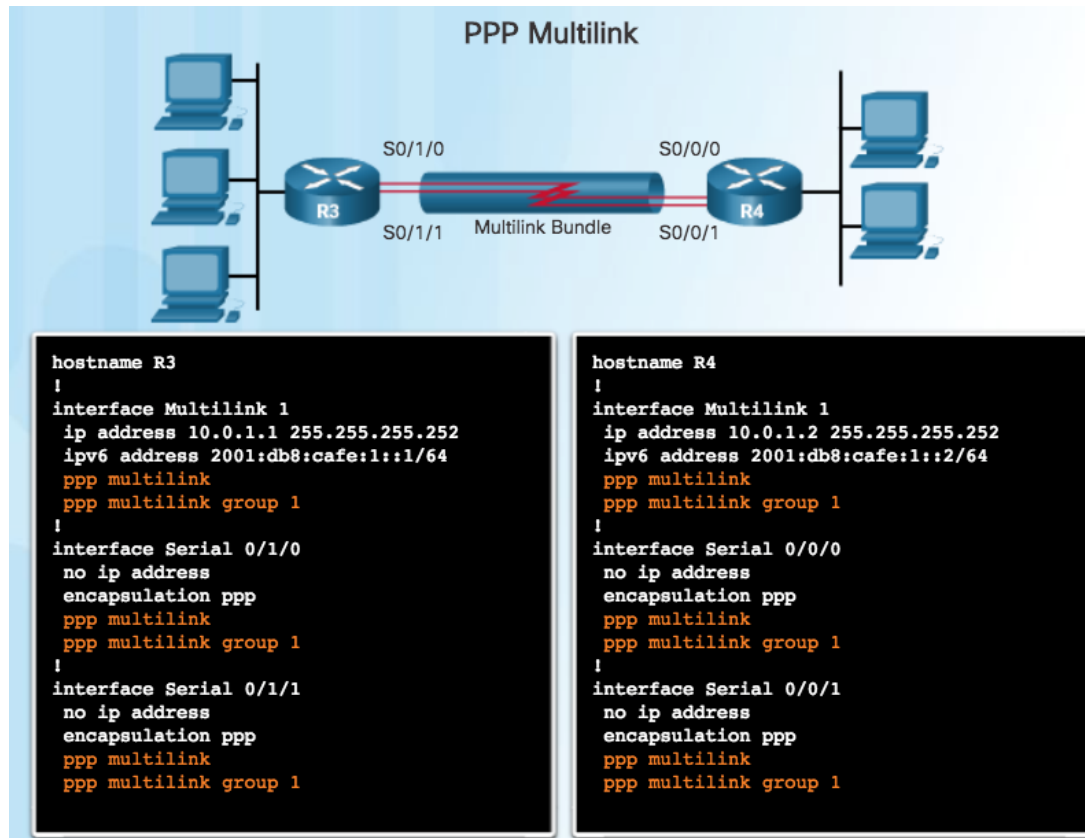 PPP Multilink
S0/1/0
S0/0/0
R3
R4
S0/1/1
Multilink Bundle
S0/0/1
hostname R3
!
interface Multilink 1
ip address 10.0.1.1 255.255.255.252
ipv6 address 2001:db8:cafe:1::1/64
ppp multilink
ppp multilink group 1
!
interface Serial 0/1/0
no ip address
encapsulation ppp
ppp multilink
ppp multilink group 1
!
interface Serial 0/1/1
no ip address
encapsulation ppp
ppp multilink
ppp multilink group 1
hostname R4
!
interface Multilink 1
ip address 10.0.1.2 255.255.255.252
ipv6 address 2001:db8:cafe:1::2/64
ppp multilink
ppp multilink group 1
!
interface Serial 0/0/0
no ip address
encapsulation ppp
ppp multilink
ppp multilink group 1
!
interface Serial 0/0/1
no ip address
encapsulation ppp
ppp multilink
ppp multilink group 1